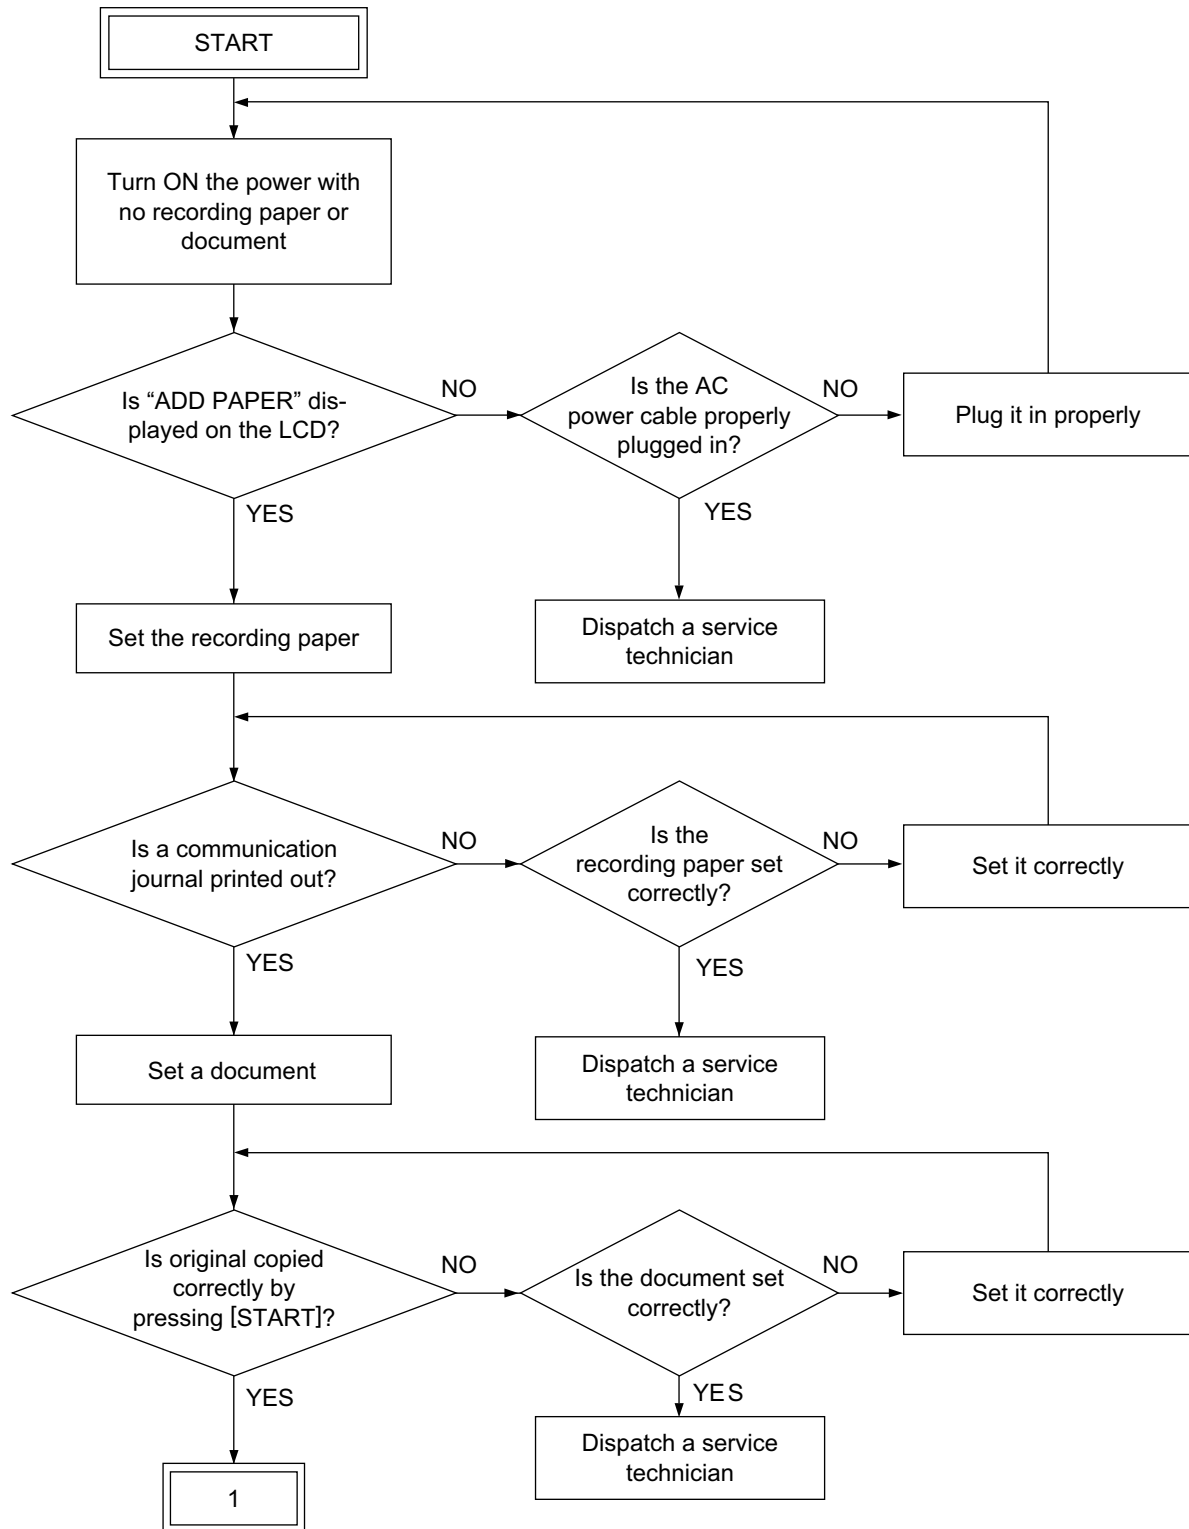 START
Turn ON the power with
no recording paper or
document
Is “ADD PAPER” dis-
played on the LCD?
NO
Is the AC
power cable properly
plugged in?
NO
Plug it in properly
YES
YES
Set the recording paper
Dispatch a service
technician
Is a communication
journal printed out?
NO
Is the
recording paper set
correctly?
NO
Set it correctly
YES
YES
Set a document
Dispatch a service
technician
Is original copied
correctly by
pressing [START]?
NO
Is the document set
correctly?
NO
Set it correctly
YES
YES
Dispatch a service
technician
1